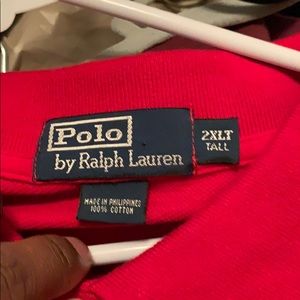 Polo
by Ralph Lauren
2XLT
TALL
MADE IN PHILIPPINES
100% COTTON